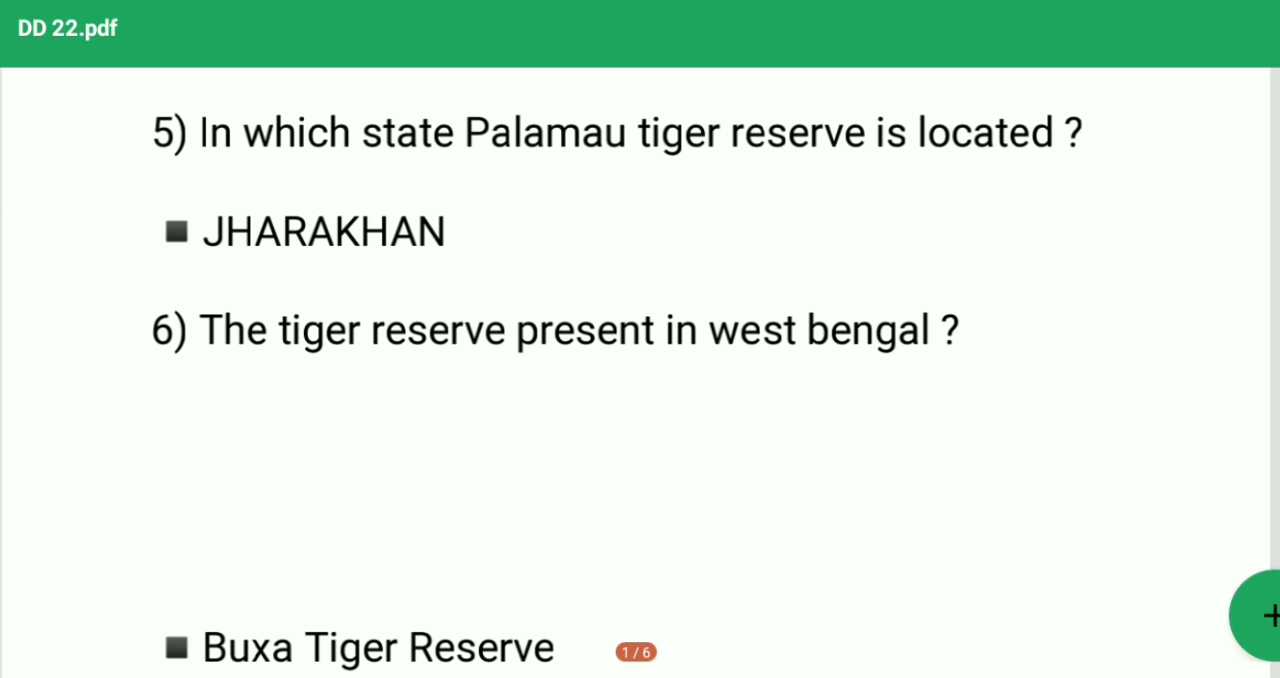 DD 22.pdf
5) In which state Palamau tiger reserve is located ?
▪ JHARAKHAN
6) The tiger reserve present in west bengal ?
▪ Buxa Tiger Reserve
1 / 6
+